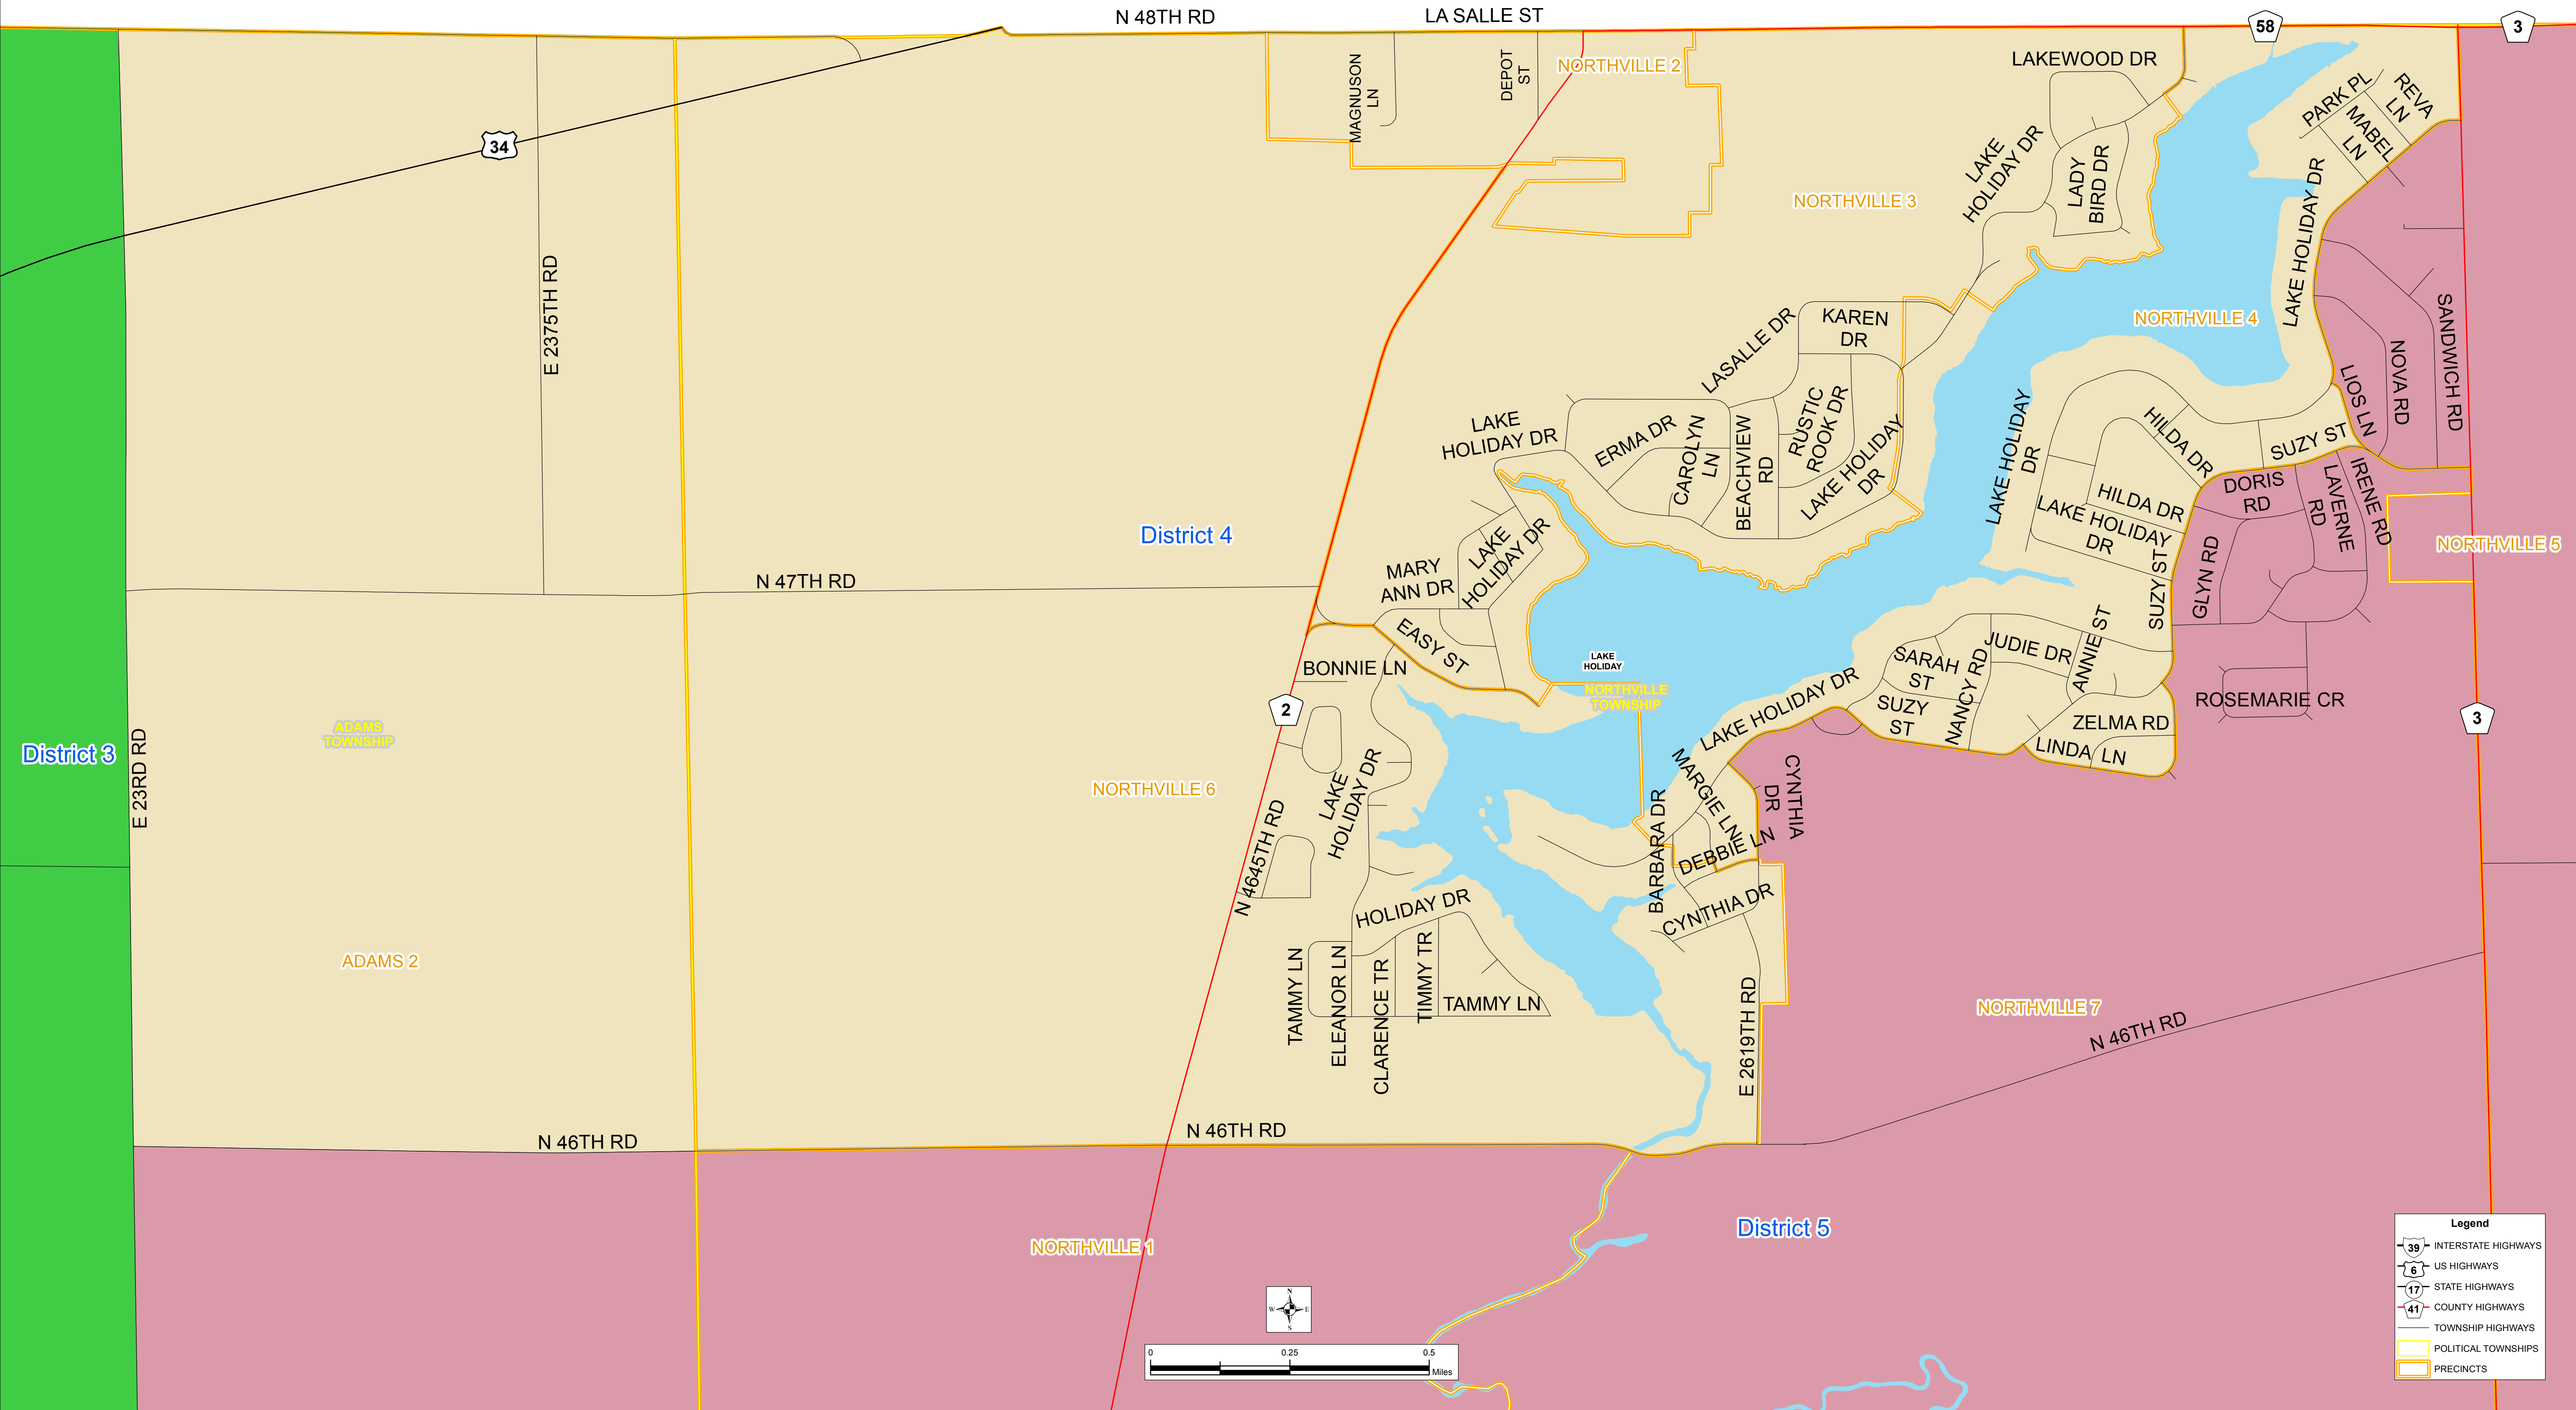 N 48TH RD
LA SALLE ST
58
3
NORTHVILLE 2
MAGNUSON
LN
DEPOT
ST
LAKEWOOD DR
PARK PL
REVA
LN
MABEL
LN
34
LAKE
HOLIDAY DR
LADY
BIRD DR
NORTHVILLE 3
LAKE HOLIDAY DR
E 2375TH RD
NORTHVILLE 4
KAREN
DR
LASALLE DR
SANDWICH RD
NOVA RD
LIOS LN
LAKE
HOLIDAY DR
ERMA DR
CAROLYN
LN
BEACHVIEW
RD
RUSTIC
ROOK DR
LAKE HOLIDAY
DR
LAKE HOLIDAY
DR
HILDA DR
SUZY ST
DORIS
RD
LAVERNE
RD
IRENE RD
HILDA DR
LAKE HOLIDAY
DR
District 4
NORTHVILLE 5
N 47TH RD
MARY
ANN DR
LAKE
HOLIDAY DR
SUZY ST
GLYN RD
EASY ST
BONNIE LN
LAKE
HOLIDAY
NORTHVILLE
TOWNSHIP
SARAH
ST
JUDIE DR
ANNIE ST
NANCY RD
SUZY
ST
ROSEMARIE CR
ZELMA RD
LINDA LN
2
3
ADAMS
TOWNSHIP
District 3
E 23RD RD
NORTHVILLE 6
LAKE
HOLIDAY DR
LAKE HOLIDAY DR
MARGIE LN
CYNTHIA
DR
BARBARA DR
DEBBIE LN
N 4645TH RD
CYNTHIA DR
HOLIDAY DR
ADAMS 2
TAMMY LN
ELEANOR LN
CLARENCE TR
TIMMY TR
TAMMY LN
E 2619TH RD
NORTHVILLE 7
N 46TH RD
N 46TH RD
N 46TH RD
NORTHVILLE 1
District 5
N
W E
S
0 0.25 0.5
Miles
Legend
39 INTERSTATE HIGHWAYS
6 US HIGHWAYS
17 STATE HIGHWAYS
41 COUNTY HIGHWAYS
TOWNSHIP HIGHWAYS
POLITICAL TOWNSHIPS
PRECINCTS